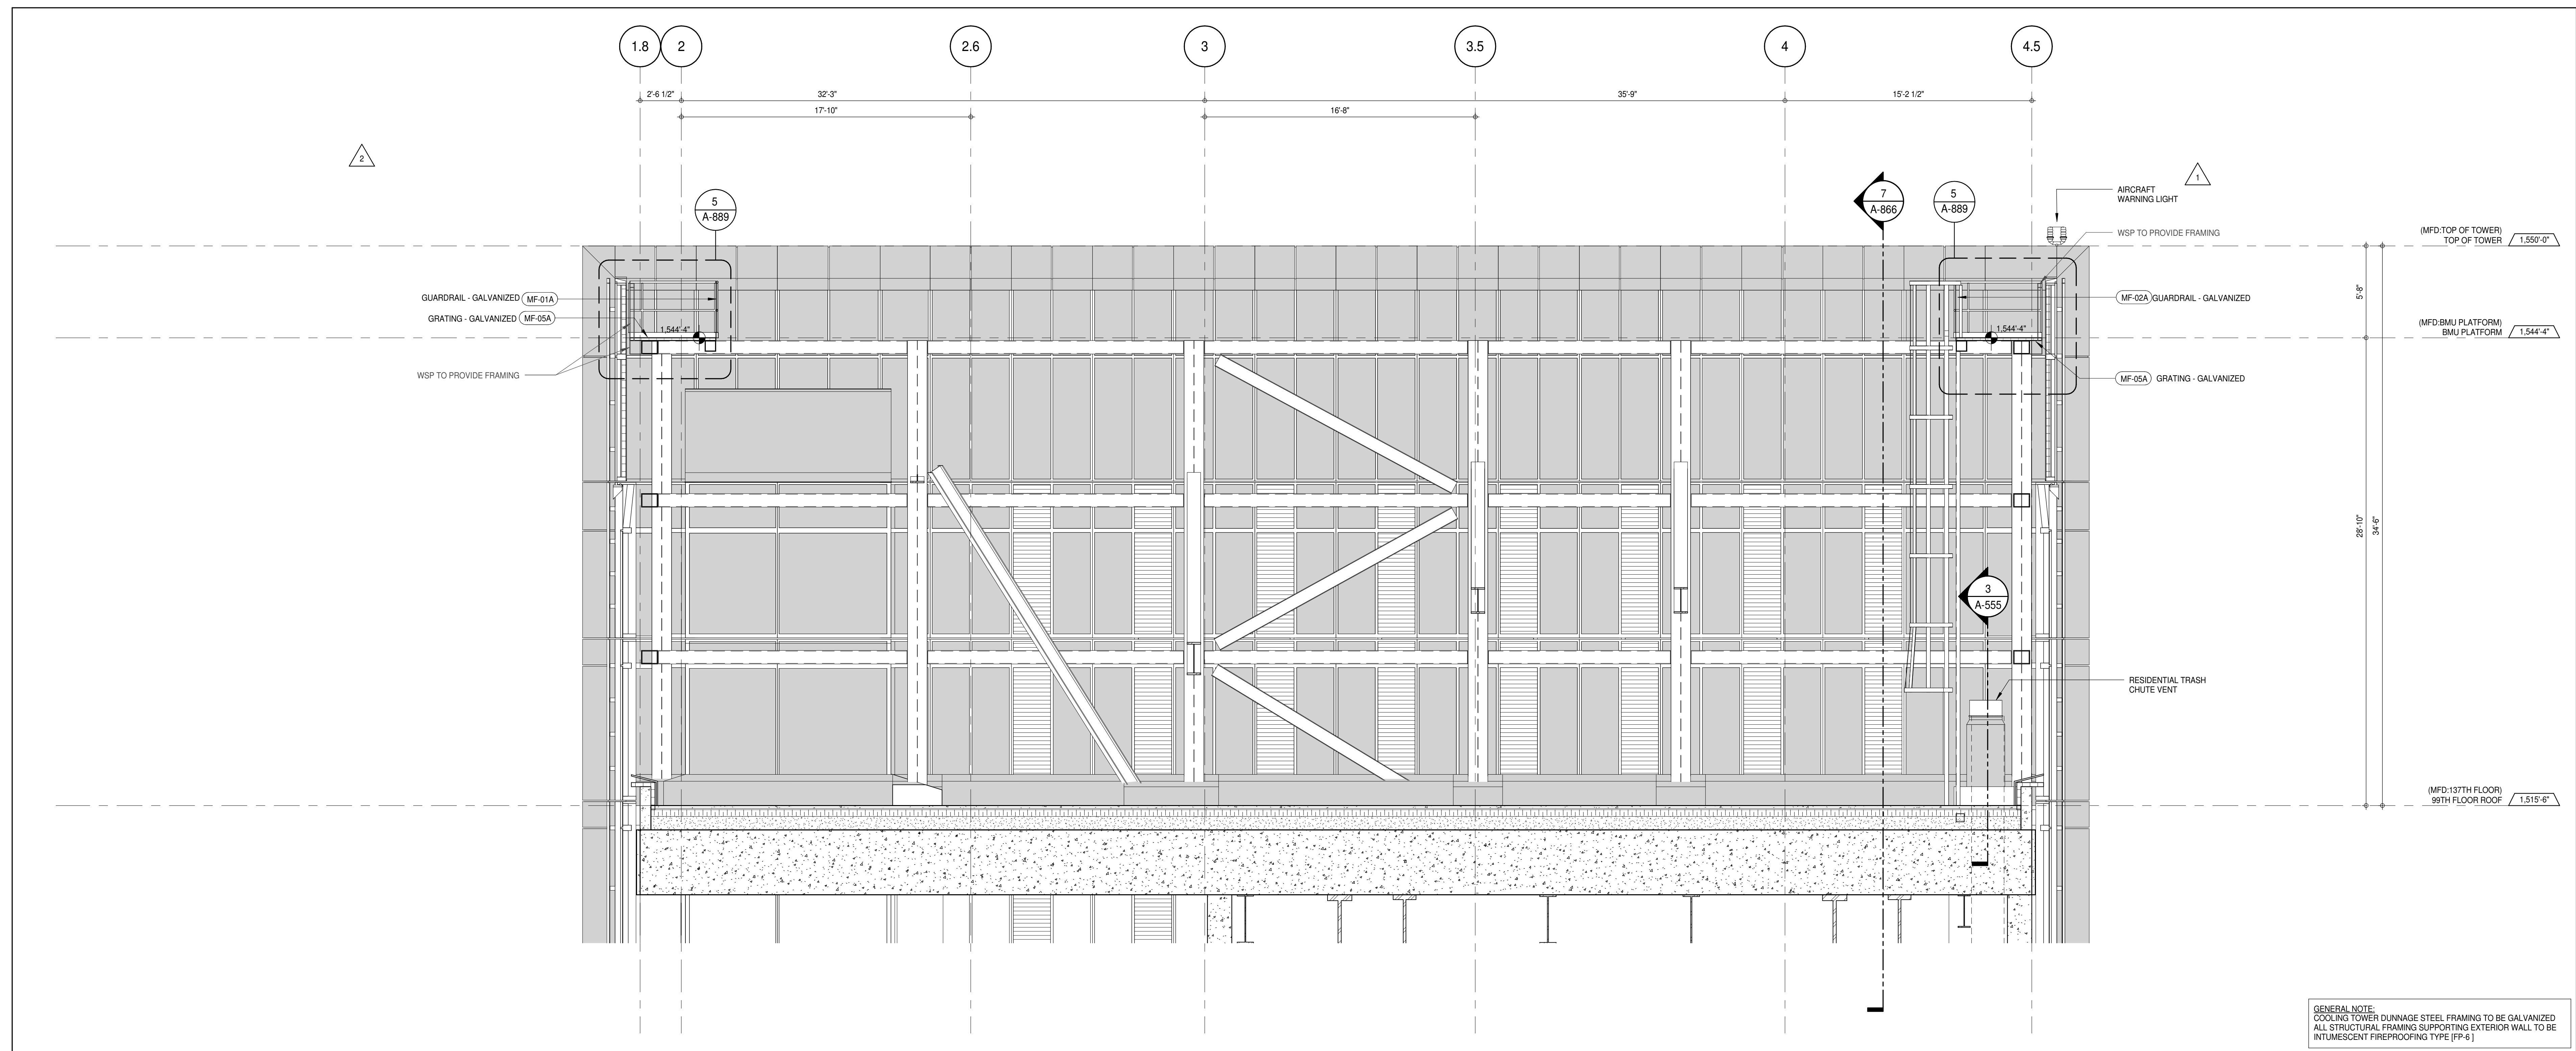 1.8
2
2.6
3
3.5
4
4.5
2'-6 1/2"
32'-3"
35'-9"
15'-2 1/2"
17'-10"
16'-8"
2
1
5
A-889
7
A-866
5
A-889
AIRCRAFT
WARNING LIGHT
WSP TO PROVIDE FRAMING
(MFD:TOP OF TOWER)
TOP OF TOWER
1,550'-0"
GUARDRAIL - GALVANIZED
MF-01A
GRATING - GALVANIZED
MF-05A
1,544'-4"
WSP TO PROVIDE FRAMING
MF-02A
GUARDRAIL - GALVANIZED
1,544'-4"
MF-05A
GRATING - GALVANIZED
5'-8"
(MFD:BMU PLATFORM)
BMU PLATFORM
1,544'-4"
28'-10"
34'-6"
3
A-555
RESIDENTIAL TRASH
CHUTE VENT
(MFD:137TH FLOOR)
99TH FLOOR ROOF
1,515'-6"
GENERAL NOTE:
COOLING TOWER DUNNAGE STEEL FRAMING TO BE GALVANIZED
ALL STRUCTURAL FRAMING SUPPORTING EXTERIOR WALL TO BE
INTUMESCENT FIREPROOFING TYPE [FP-6 ]